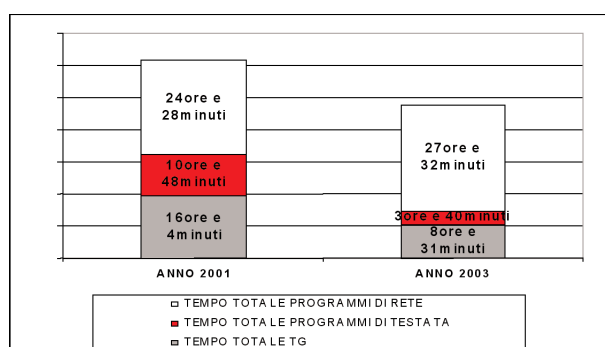 24ore e
28minuti
10ore e
48minuti
16ore e
4minuti
27ore e
32minuti
3ore e 40minuti
8ore e
31minuti
ANNO 2001
ANNO 2003
TEMPO TOTALE PROGRAMMI DI RETE
TEMPO TOTALE PROGRAMMI DI TESTATA
TEMPO TOTALE TG